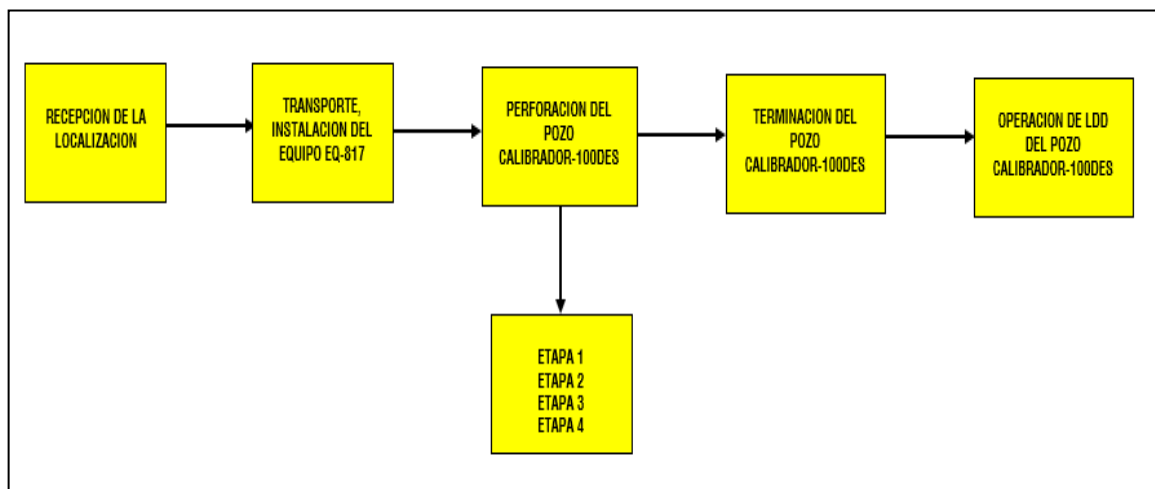 RECEPCION DE LA
LOCALIZACIÓN
TRANSPORTE,
INSTALACION DEL
EQUIPO EQ-817
PERFORACION DEL
POZO
CALIBRADOR-100DES
TERMINACION DEL
POZO
CALIBRADOR-100DES
OPERACION DE LDD
DEL POZO
CALIBRADOR-100DES
ETAPA 1
ETAPA 2
ETAPA 3
ETAPA 4